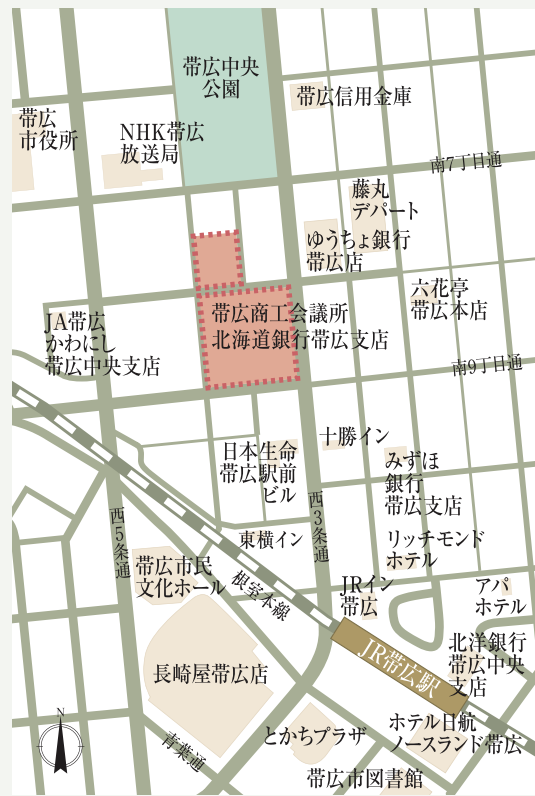 帯広中央
公園
帯広信用金庫
帯広
市役所
NHK帯広
放送局
南7丁目通
藤丸
デパート
ゆうちょ銀行
帯広店
六花亭
帯広本店
帯広商工会議所
北海道銀行帯広支店
JA帯広
かわにし
帯広中央支店
南9丁目通
十勝イン
日本生命
帯広駅前
ビル
みずほ
銀行
帯広支店
西5条通
西3条通
東横イン
リッチモンド
ホテル
帯広市民
文化ホール
根室本線
JRイン
帯広
アパ
ホテル
JR帯広駅
北洋銀行
帯広中央
支店
長崎屋帯広店
とかちプラザ
ホテル日航
ノースランド帯広
青葉通
帯広市図書館
N